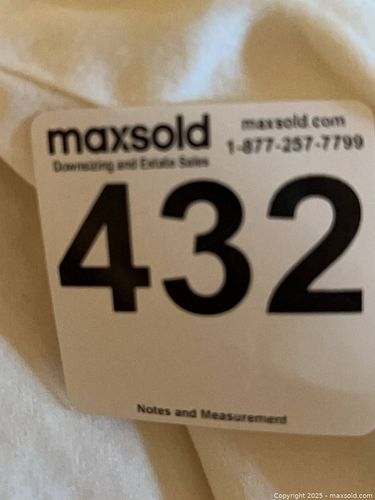 maxsold
maxsold.com
Downsizing and Estate Sales
1-877-257-7799
432
Notes and Measurement
Copyright 2025 - maxsold.com